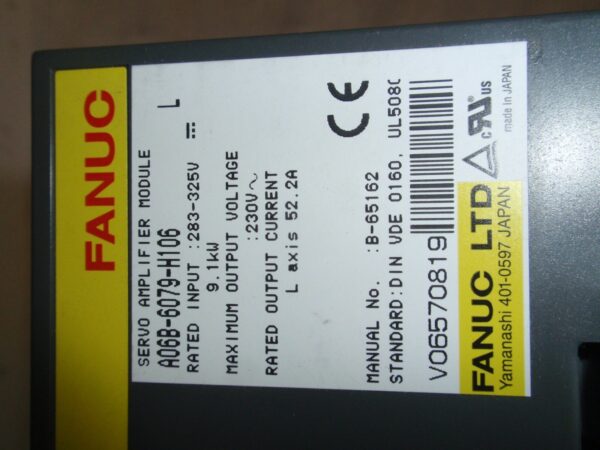 FANUC
SERVO AMPLIFIER MODULE
A06B-6079-H106 L
RATED INPUT :283-325V ⎓
9.1kW
MAXIMUM OUTPUT VOLTAGE
:230V~
RATED OUTPUT CURRENT
L axis 52.2A
MANUAL No. :B-65162
STANDARD:DIN VDE 0160, UL508C
CE
V06570819
FANUC LTD
Yamanashi 401-0597 JAPAN
c RU US
made in JAPAN